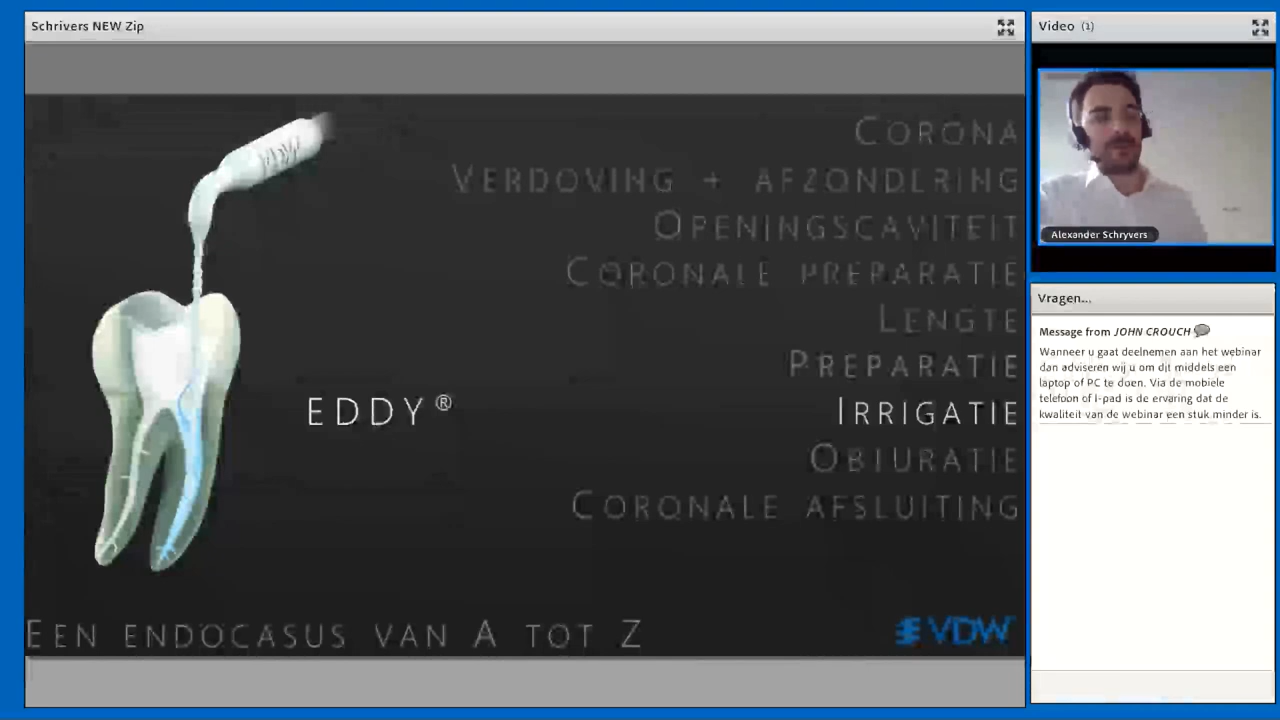 Schrivers NEW Zip
VDW
CORONA
VERDOVING + AFZONDERING
OPENINGSCAVITEIT
CORONALE PREPARATIE
LENGTE
PREPARATIE
EDDY®
IRRIGATIE
OBTURATIE
CORONALE AFSLUITING
EEN ENDOCASUS VAN A TOT Z
VDW
Video (1)
Alexander Schryvers
Vragen...
Message from JOHN CROUCH
Wanneer u gaat deelnemen aan het webinar
dan adviseren wij u om dit middels een
laptop of PC te doen. Via de mobiele
telefoon of i-pad is de ervaring dat de
kwaliteit van de webinar een stuk minder is.